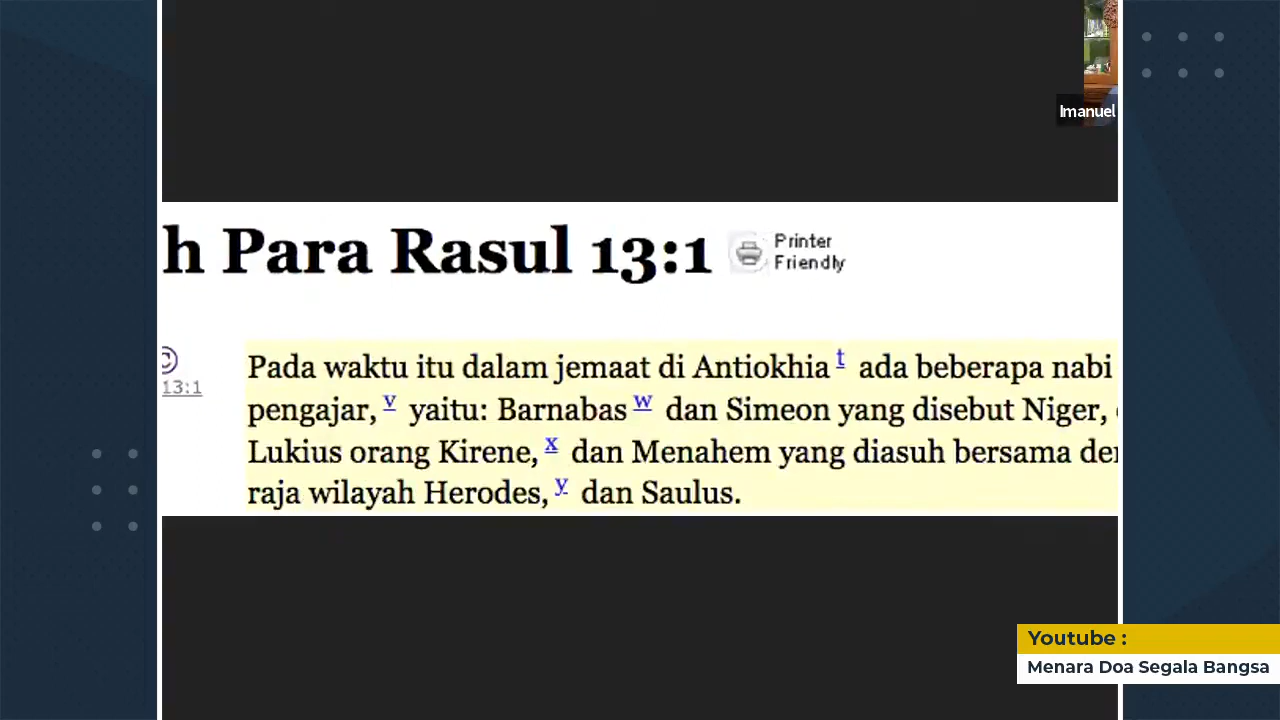 Imanuel
h Para Rasul 13:1
Printer
Friendly
13:1
Pada waktu itu dalam jemaat di Antiokhia t ada beberapa nabi
pengajar, v yaitu: Barnabas w dan Simeon yang disebut Niger,
Lukius orang Kirene, x dan Menahem yang diasuh bersama
raja wilayah Herodes, y dan Saulus.
Youtube :
Menara Doa Segala Bangsa